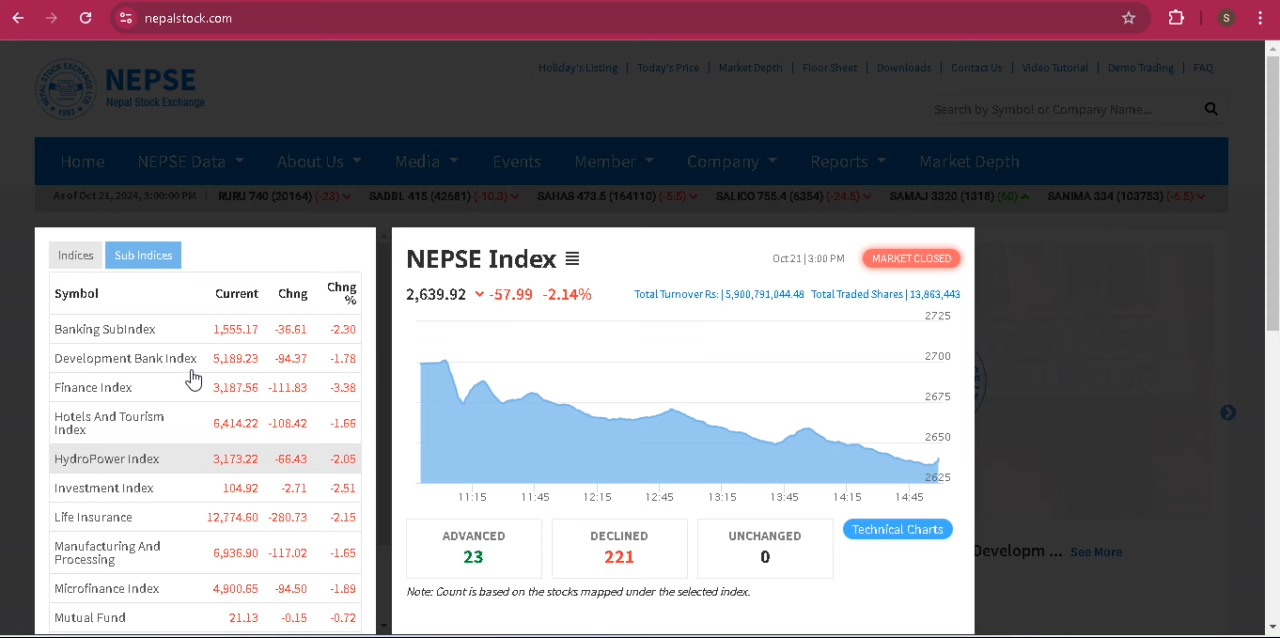 nepalstock.com
S
NEPSE
Nepal Stock Exchange
Holiday's Listing | Today's Price | Market Depth | Floor Sheet | Downloads | Contact Us | Video Tutorial | Demo Trading | FAQ
Search by Symbol or Company Name...
Home NEPSE Data About Us Media Events Member Company Reports Market Depth
As of Oct 21, 2024, 3:00:00 PM RURU 740 (20164) (-23) SADBL 415 (42681) (-10.3) SAHAS 473.5 (164110) (-5.5) SALICO 755.4 (6354) (-24.5) SAMAJ 3320 (1318) (60) SANIMA 334 (103753) (-6.5)
Indices Sub Indices
Symbol Current Chng Chng %
Banking SubIndex 1,555.17 -36.61 -2.30
Development Bank Index 5,189.23 -94.37 -1.78
Finance Index 3,187.56 -111.83 -3.38
Hotels And Tourism Index 6,414.22 -108.42 -1.66
HydroPower Index 3,173.22 -66.43 -2.05
Investment Index 104.92 -2.71 -2.51
Life Insurance 12,774.60 -280.73 -2.15
Manufacturing And Processing 6,936.90 -117.02 -1.65
Microfinance Index 4,900.65 -94.50 -1.89
Mutual Fund 21.13 -0.15 -0.72
NEPSE Index
Oct 21 | 3:00 PM MARKET CLOSED
2,639.92 -57.99 -2.14%
Total Turnover Rs: | 5,900,791,044.48 Total Traded Shares | 13,863,443
2725
2700
2675
2650
2625
11:15 11:45 12:15 12:45 13:15 13:45 14:15 14:45
ADVANCED
23
DECLINED
221
UNCHANGED
0
Technical Charts
Note: Count is based on the stocks mapped under the selected index.
Developm ... See More